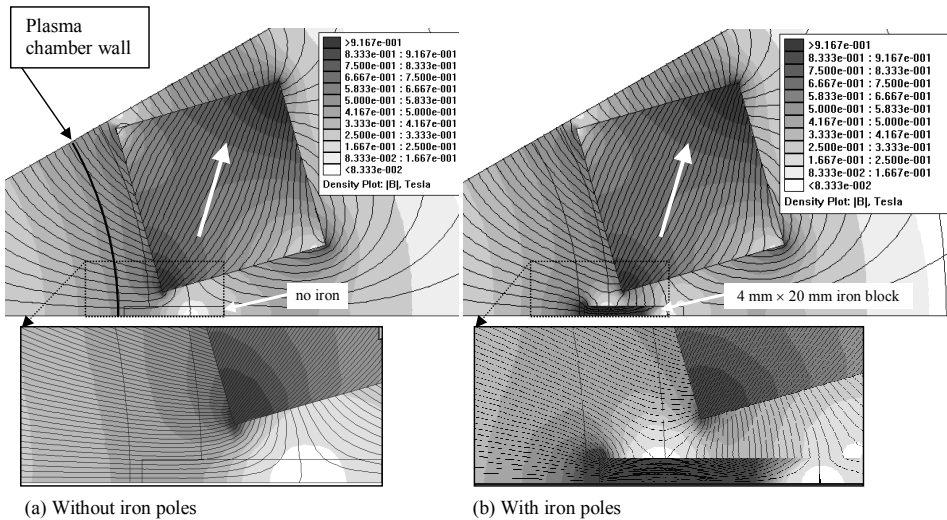 Plasma
chamber wall
>9.167e-001
8.333e-001 : 9.167e-001
7.500e-001 : 8.333e-001
6.667e-001 : 7.500e-001
5.833e-001 : 6.667e-001
5.000e-001 : 5.833e-001
4.167e-001 : 5.000e-001
3.333e-001 : 4.167e-001
2.500e-001 : 3.333e-001
1.667e-001 : 2.500e-001
8.333e-002 : 1.667e-001
<8.333e-002
Density Plot: |B|, Tesla
no iron
(a) Without iron poles
>9.167e-001
8.333e-001 : 9.167e-001
7.500e-001 : 8.333e-001
6.667e-001 : 7.500e-001
5.833e-001 : 6.667e-001
5.000e-001 : 5.833e-001
4.167e-001 : 5.000e-001
3.333e-001 : 4.167e-001
2.500e-001 : 3.333e-001
1.667e-001 : 2.500e-001
8.333e-002 : 1.667e-001
<8.333e-002
Density Plot: |B|, Tesla
4 mm × 20 mm iron block
(b) With iron poles